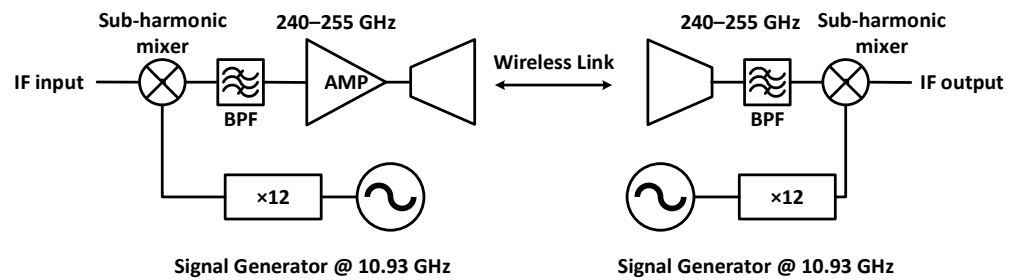 Sub-harmonic
mixer
240–255 GHz
IF input
BPF
AMP
Wireless Link
240–255 GHz
Sub-harmonic
mixer
BPF
IF output
×12
×12
Signal Generator @ 10.93 GHz
Signal Generator @ 10.93 GHz